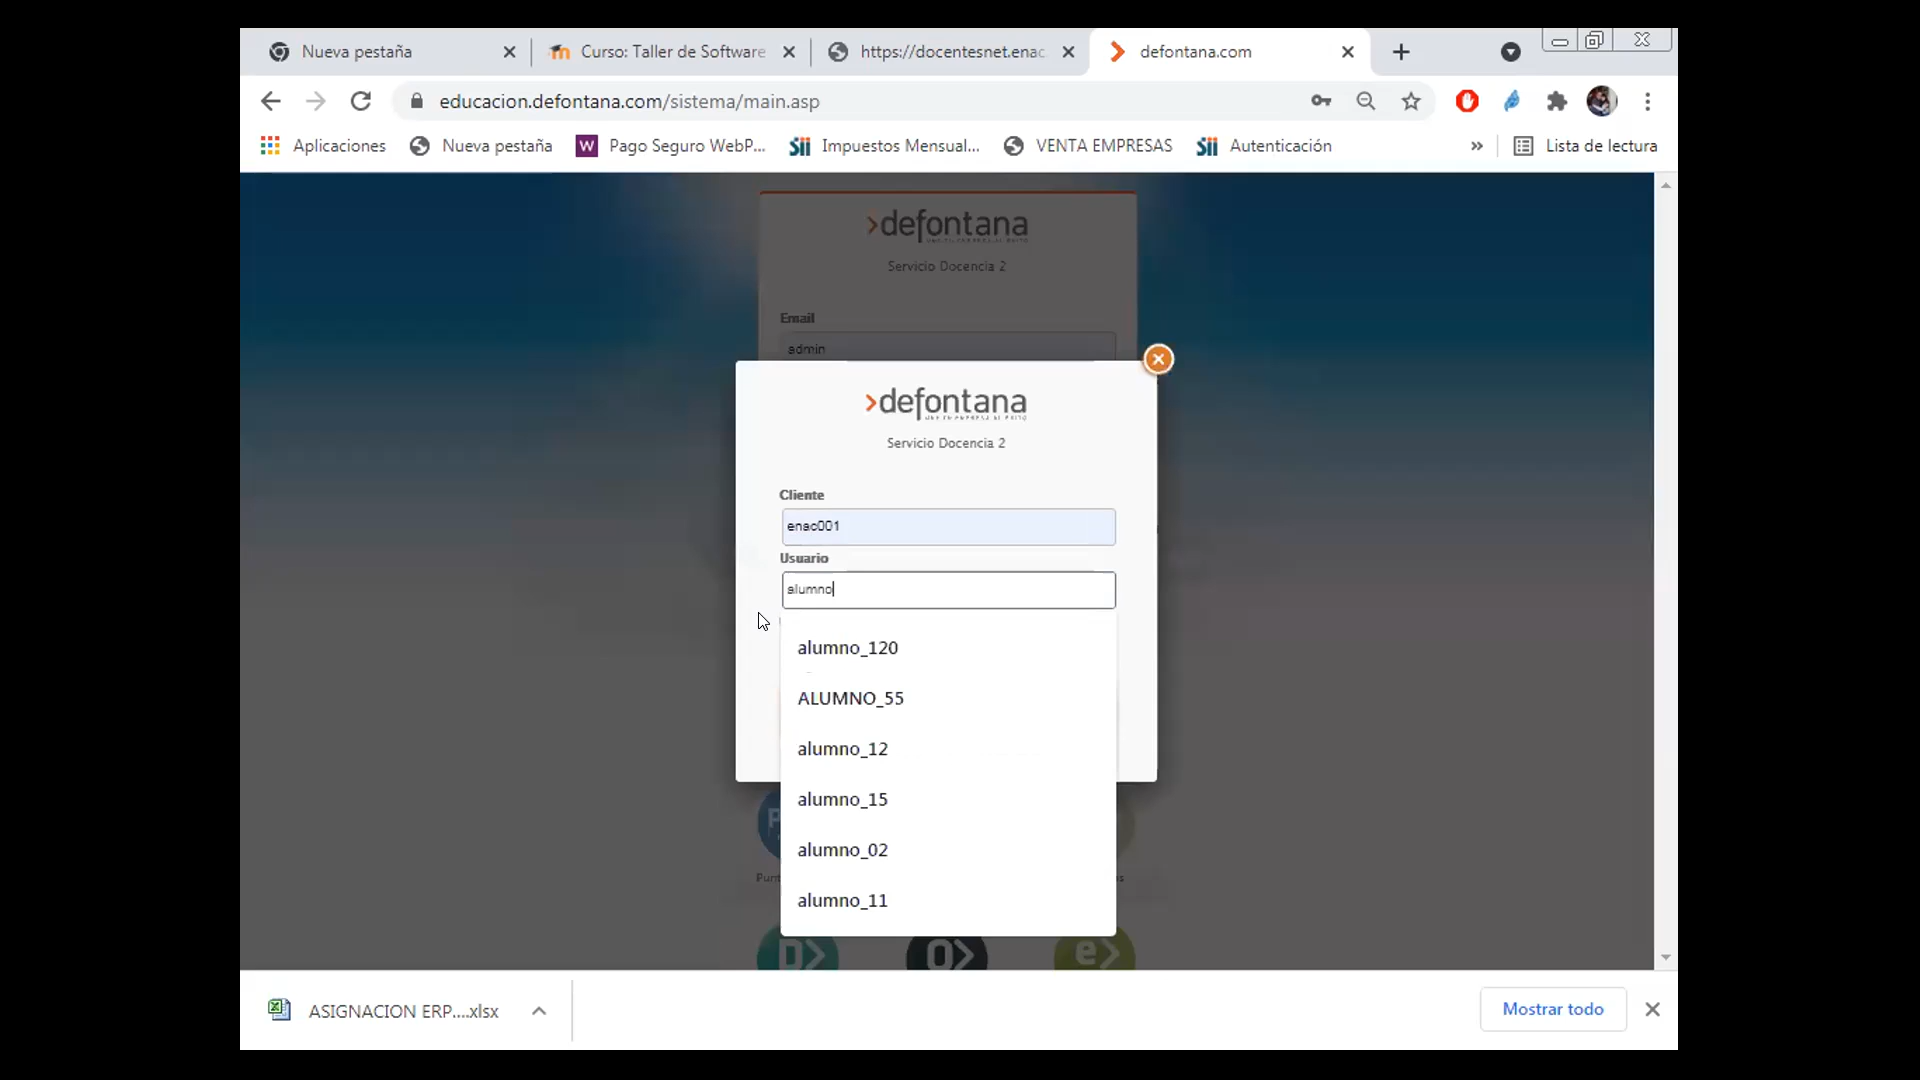 Nueva pestaña
Curso: Taller de Software
https://docentesnet.enac
defontana.com
educacion.defontana.com/sistema/main.asp
Aplicaciones
Nueva pestaña
W
Pago Seguro WebP...
Sii
Impuestos Mensual...
VENTA EMPRESAS
Sii
Autenticación
»
Lista de lectura
>defontana
Servicio Docencia 2
Email
admin
>defontana
Servicio Docencia 2
Cliente
enac001
Usuario
alumno
alumno_120
ALUMNO_55
alumno_12
alumno_15
alumno_02
alumno_11
D>
O>
e>
ASIGNACION ERP....xlsx
Mostrar todo